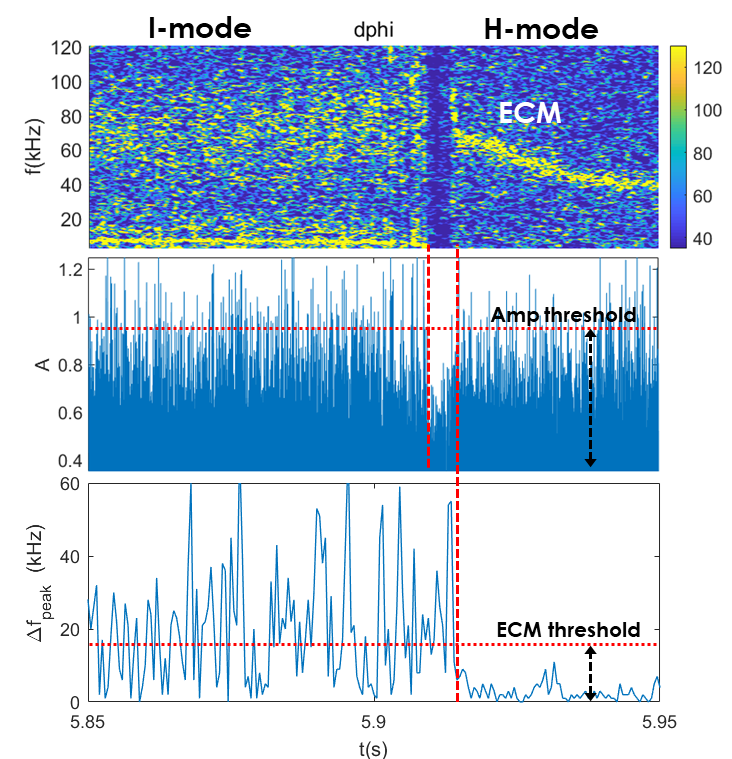 I-mode dphi H-mode
120
100
80
60
40
20
f(kHz)
ECM
120
100
80
60
40
1.2
1
0.8
0.6
0.4
A
Amp threshold
60
40
20
0
Δf_peak (kHz)
ECM threshold
5.85 5.9 5.95
t(s)